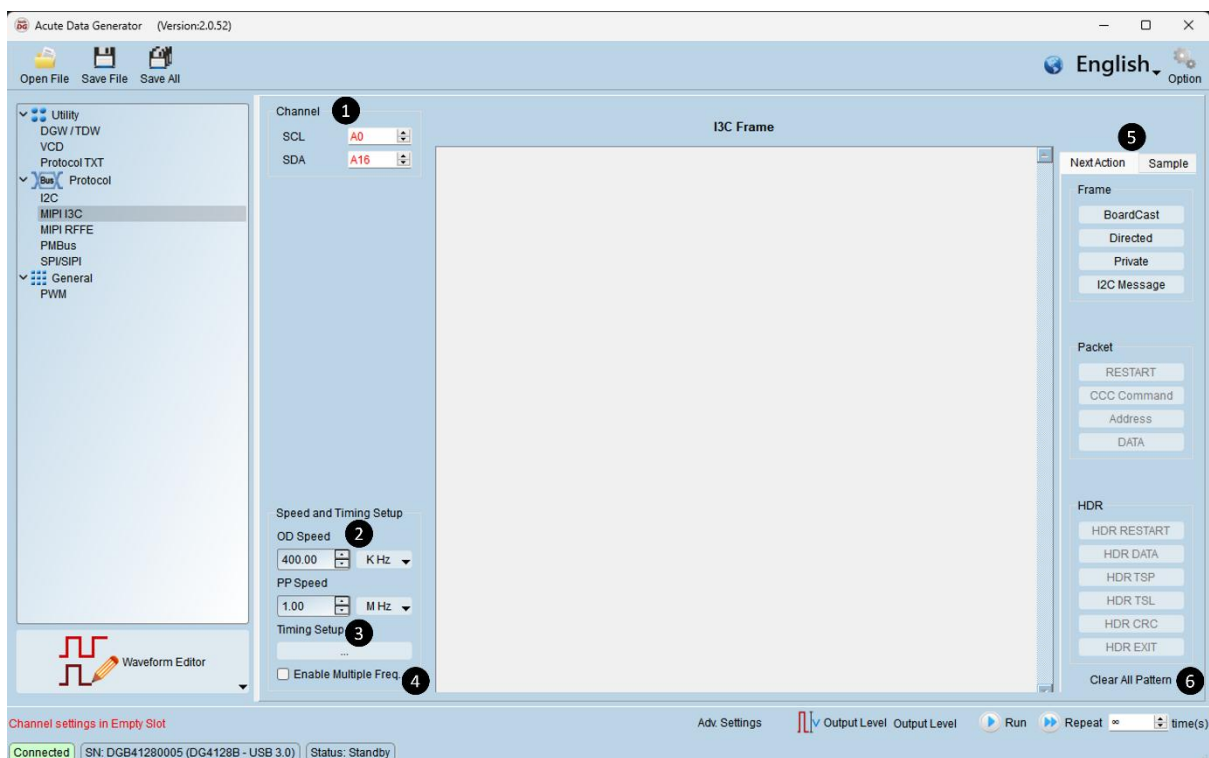 Acute Data Generator (Version:2.0.52)
Open File Save File Save All
English
Option
Utility
DGW / TDW
VCD
Protocol TXT
Bus Protocol
I2C
MIPI I3C
MIPI RFFE
PMBus
SPI/SIPI
General
PWM
Waveform Editor
Channel 1
SCL A0
SDA A16
Speed and Timing Setup
OD Speed 2
400.00 K Hz
PP Speed
1.00 M Hz
Timing Setup 3
...
Enable Multiple Freq. 4
I3C Frame
5
NextAction Sample
Frame
BoardCast
Directed
Private
I2C Message
Packet
RESTART
CCC Command
Address
DATA
HDR
HDR RESTART
HDR DATA
HDR TSP
HDR TSL
HDR CRC
HDR EXIT
Clear All Pattern 6
Channel settings in Empty Slot
Adv. Settings V Output Level Output Level Run Repeat ∞ time(s)
Connected SN: DGB41280005 (DG4128B - USB 3.0) Status: Standby